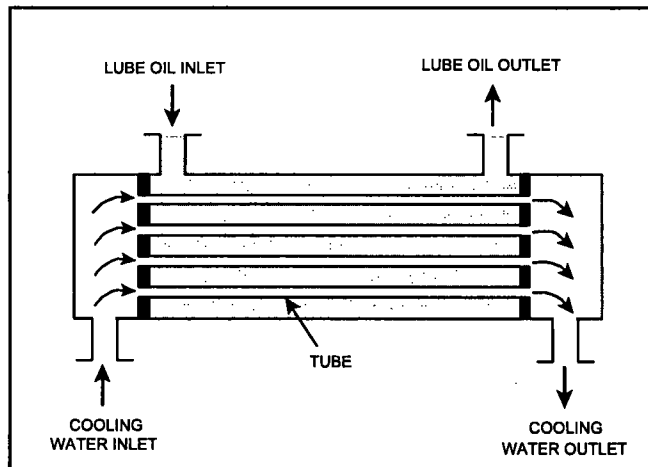 LUBE OIL INLET
LUBE OIL OUTLET
TUBE
COOLING
WATER INLET
COOLING
WATER OUTLET